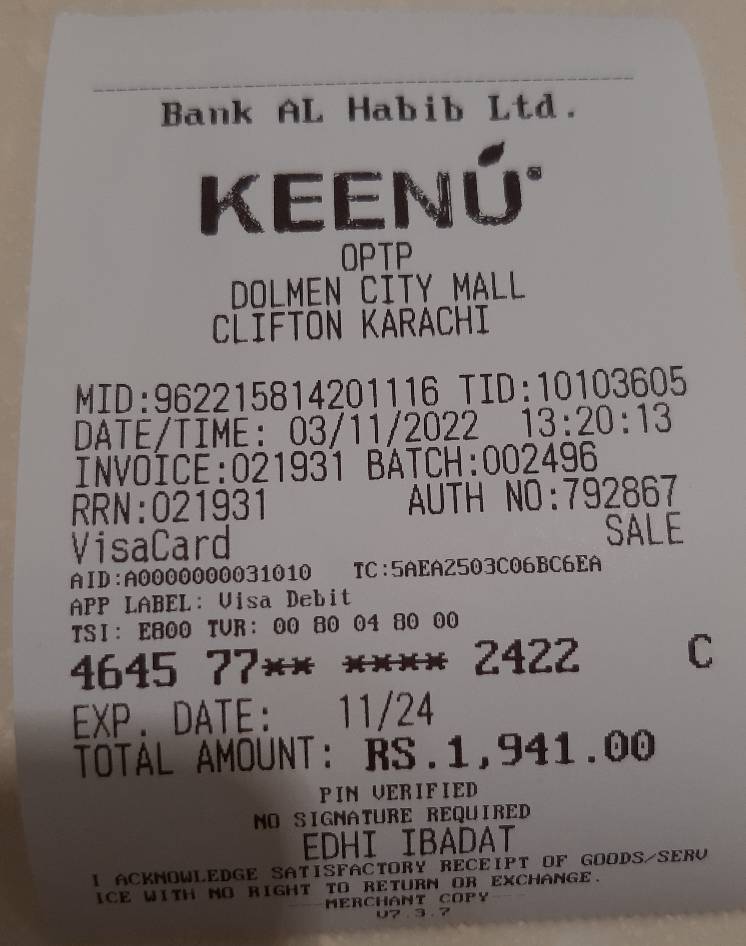 Bank AL Habib Ltd.
KEENÚ®
OPTP
DOLMEN CITY MALL
CLIFTON KARACHI
MID:962215814201116 TID:10103605
DATE/TIME: 03/11/2022 13:20:13
INVOICE:021931 BATCH:002496
RRN:021931 AUTH NO:792867
VisaCard SALE
AID:A0000000031010 TC:5AEA2503C06BC6EA
APP LABEL: Visa Debit
TSI: E800 TVR: 00 80 04 80 00
4645 77** **** 2422 C
EXP. DATE: 11/24
TOTAL AMOUNT: RS.1,941.00
PIN VERIFIED
NO SIGNATURE REQUIRED
EDHI IBADAT
I ACKNOWLEDGE SATISFACTORY RECEIPT OF GOODS/SERV
ICE WITH NO RIGHT TO RETURN OR EXCHANGE.
MERCHANT COPY
V7.3.7